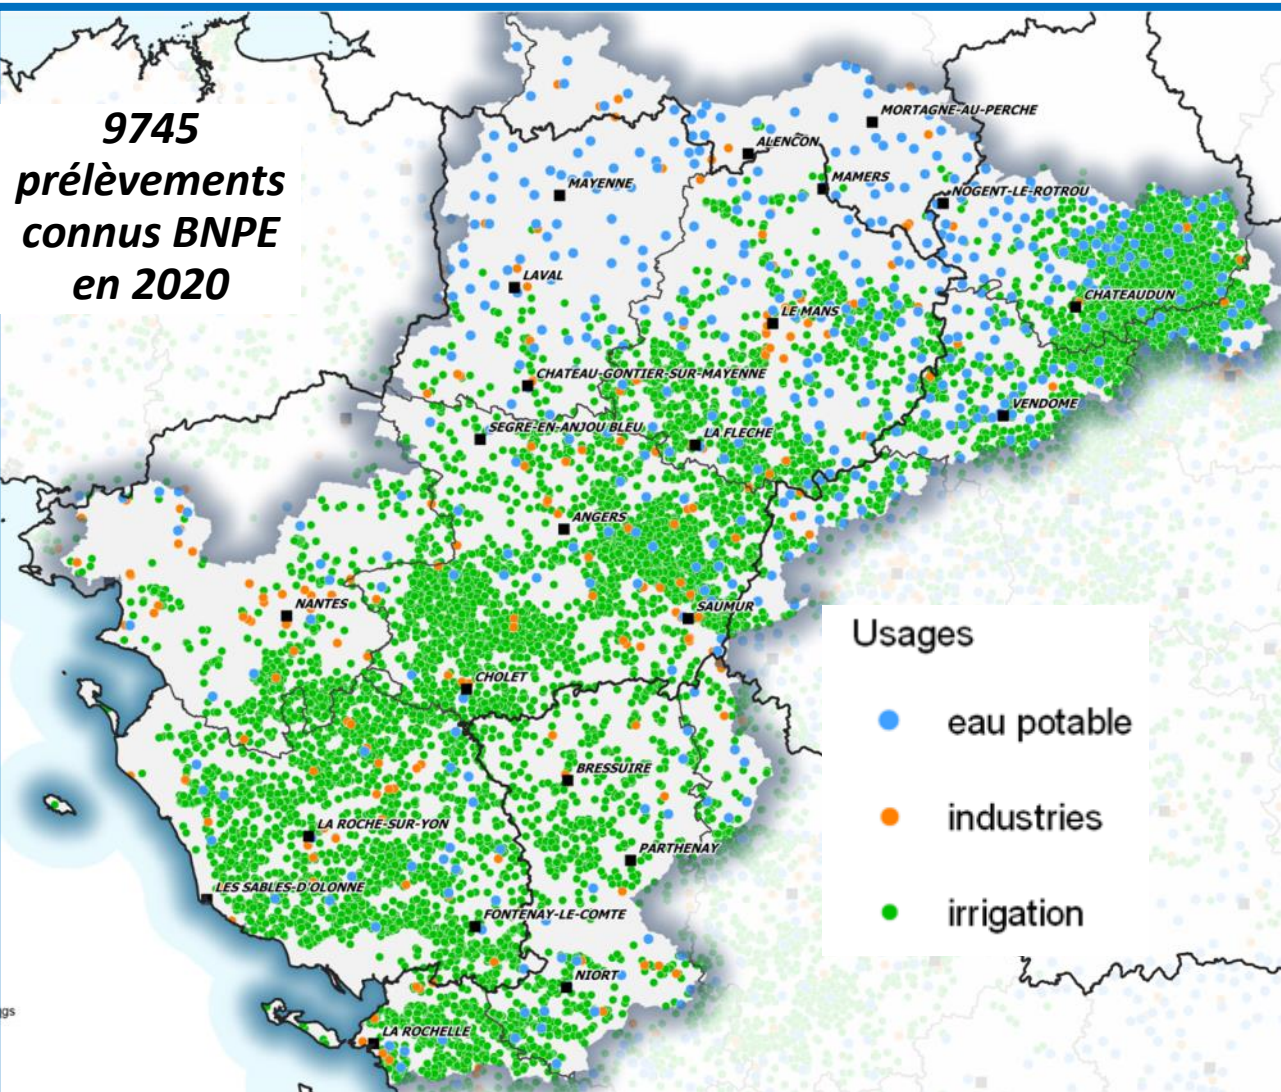 9745
prélèvements
connus BNPE
en 2020
MORTAGNE-AU-PERCHE
ALENCON
MAYENNE
MAMERS
NOGENT-LE-ROTROU
LAVAL
CHATEAUDUN
LE MANS
CHATEAU-GONTIER-SUR-MAYENNE
VENDOME
SEGRE-EN-ANJOU BLEU
LA FLECHE
ANGERS
NANTES
SAUMUR
CHOLET
BRESSUIRE
LA ROCHE-SUR-YON
PARTHENAY
LES SABLES-D'OLONNE
FONTENAY-LE-COMTE
NIORT
LA ROCHELLE
Usages
eau potable
industries
irrigation